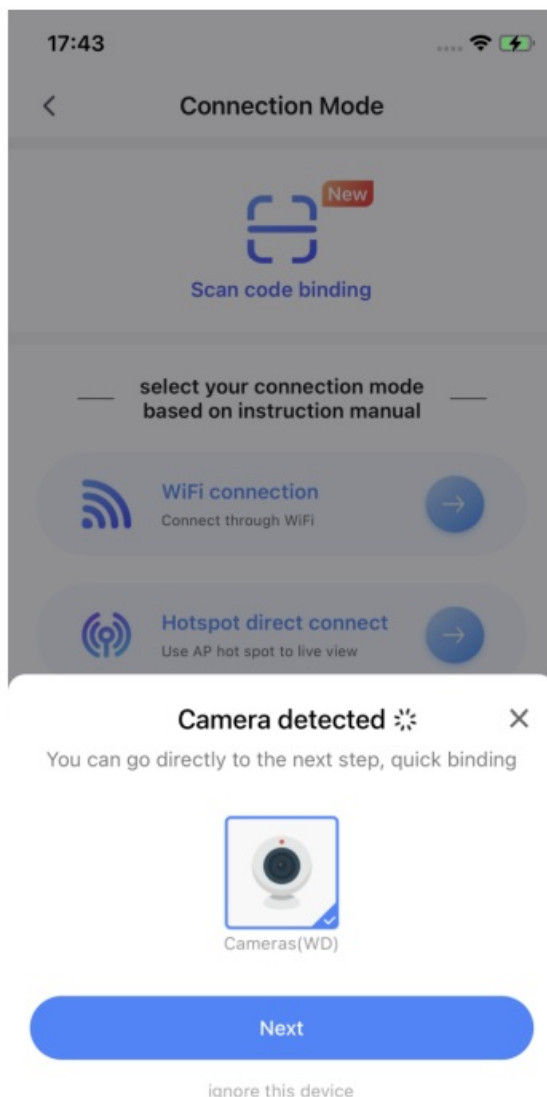 17:43
Connection Mode
New
Scan code binding
select your connection mode
based on instruction manual
WiFi connection
Connect through WiFi
Hotspot direct connect
Use AP hot spot to live view
Camera detected
You can go directly to the next step, quick binding
Cameras(WD)
Next
ignore this device